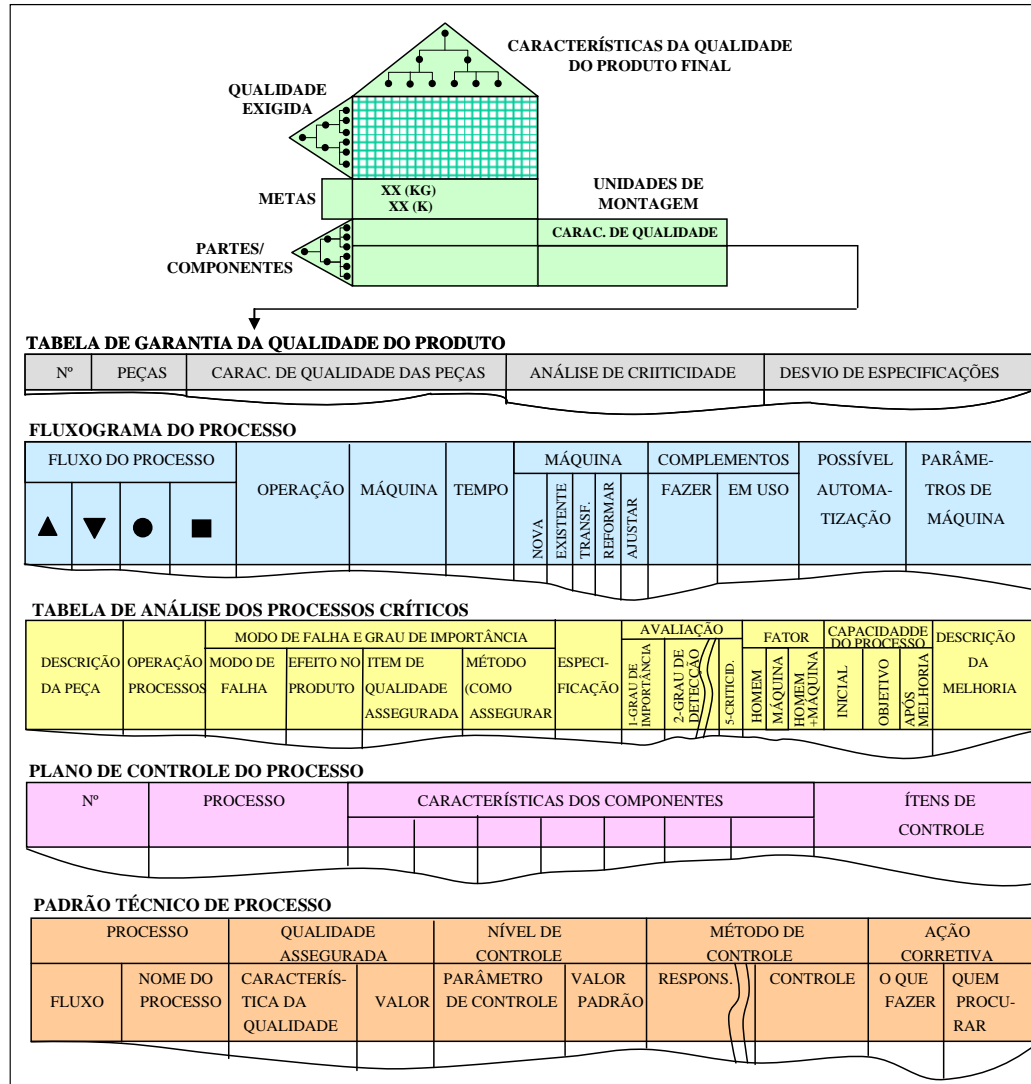 CARACTERÍSTICAS DA QUALIDADE
DO PRODUTO FINAL
QUALIDADE
EXIGIDA
METAS
XX (KG)
XX (K)
UNIDADES DE
MONTAGEM
CARAC. DE QUALIDADE
PARTES/
COMPONENTES
TABELA DE GARANTIA DA QUALIDADE DO PRODUTO
Nº PEÇAS CARAC. DE QUALIDADE DAS PEÇAS ANÁLISE DE CRIITICIDADE DESVIO DE ESPECIFICAÇÕES
FLUXOGRAMA DO PROCESSO
FLUXO DO PROCESSO
OPERAÇÃO
MÁQUINA
TEMPO
MÁQUINA
NOVA
EXISTENTE
TRANSF.
REFORMAR
AJUSTAR
COMPLEMENTOS
FAZER
EM USO
POSSÍVEL
AUTOMA-
TIZAÇÃO
PARÂME-
TROS DE
MÁQUINA
TABELA DE ANÁLISE DOS PROCESSOS CRÍTICOS
DESCRIÇÃO
DA PEÇA
OPERAÇÃO
PROCESSOS
MODO DE FALHA E GRAU DE IMPORTÂNCIA
MODO DE
FALHA
EFEITO NO
PRODUTO
ITEM DE
QUALIDADE
ASSEGURADA
MÉTODO
(COMO
ASSEGURAR
ESPECI-
FICAÇÃO
AVALIAÇÃO
1-GRAU DE
IMPORTÂNCIA
2-GRAU DE
DETECÇÃO
5-CRITICID.
FATOR
HOMEM
MÁQUINA
HOMEM
+MÁQUINA
CAPACIDADDE
DO PROCESSO
INICIAL
OBJETIVO
APÓS
MELHORIA
DESCRIÇÃO
DA
MELHORIA
PLANO DE CONTROLE DO PROCESSO
Nº
PROCESSO
CARACTERÍSTICAS DOS COMPONENTES
ÍTENS DE
CONTROLE
PADRÃO TÉCNICO DE PROCESSO
PROCESSO
FLUXO
NOME DO
PROCESSO
QUALIDADE
ASSEGURADA
CARACTERÍS-
TICA DA
QUALIDADE
VALOR
NÍVEL DE
CONTROLE
PARÂMETRO
DE CONTROLE
VALOR
PADRÃO
MÉTODO DE
CONTROLE
RESPONS.
CONTROLE
AÇÃO
CORRETIVA
O QUE
FAZER
QUEM
PROCU-
RAR